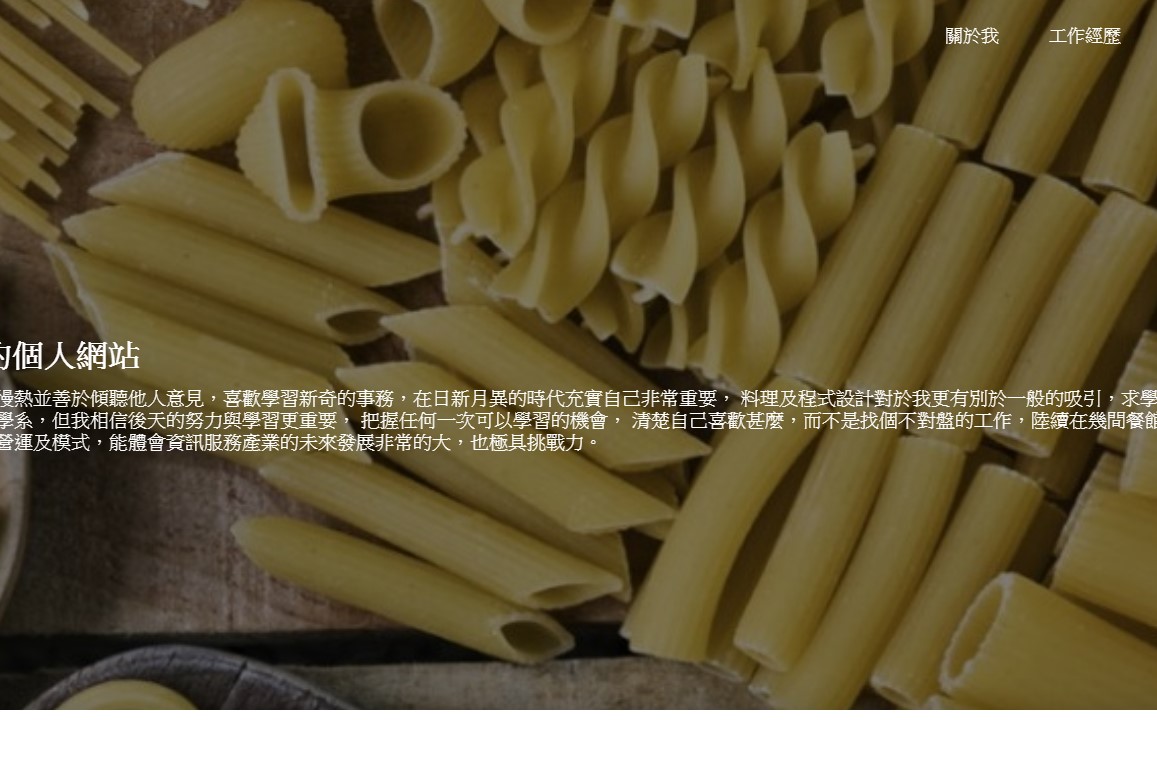 關於我 工作經歷
的個人網站
慢熱並善於傾聽他人意見，喜歡學習新奇的事務，在日新月異的時代充實自己非常重要， 料理及程式設計對於我更有別於一般的吸引，求學
學系，但我相信後天的努力與學習更重要， 把握任何一次可以學習的機會， 清楚自己喜歡甚麼，而不是找個不對盤的工作，陸續在幾間餐館
營運及模式，能體會資訊服務產業的未來發展非常的大，也極具挑戰力。